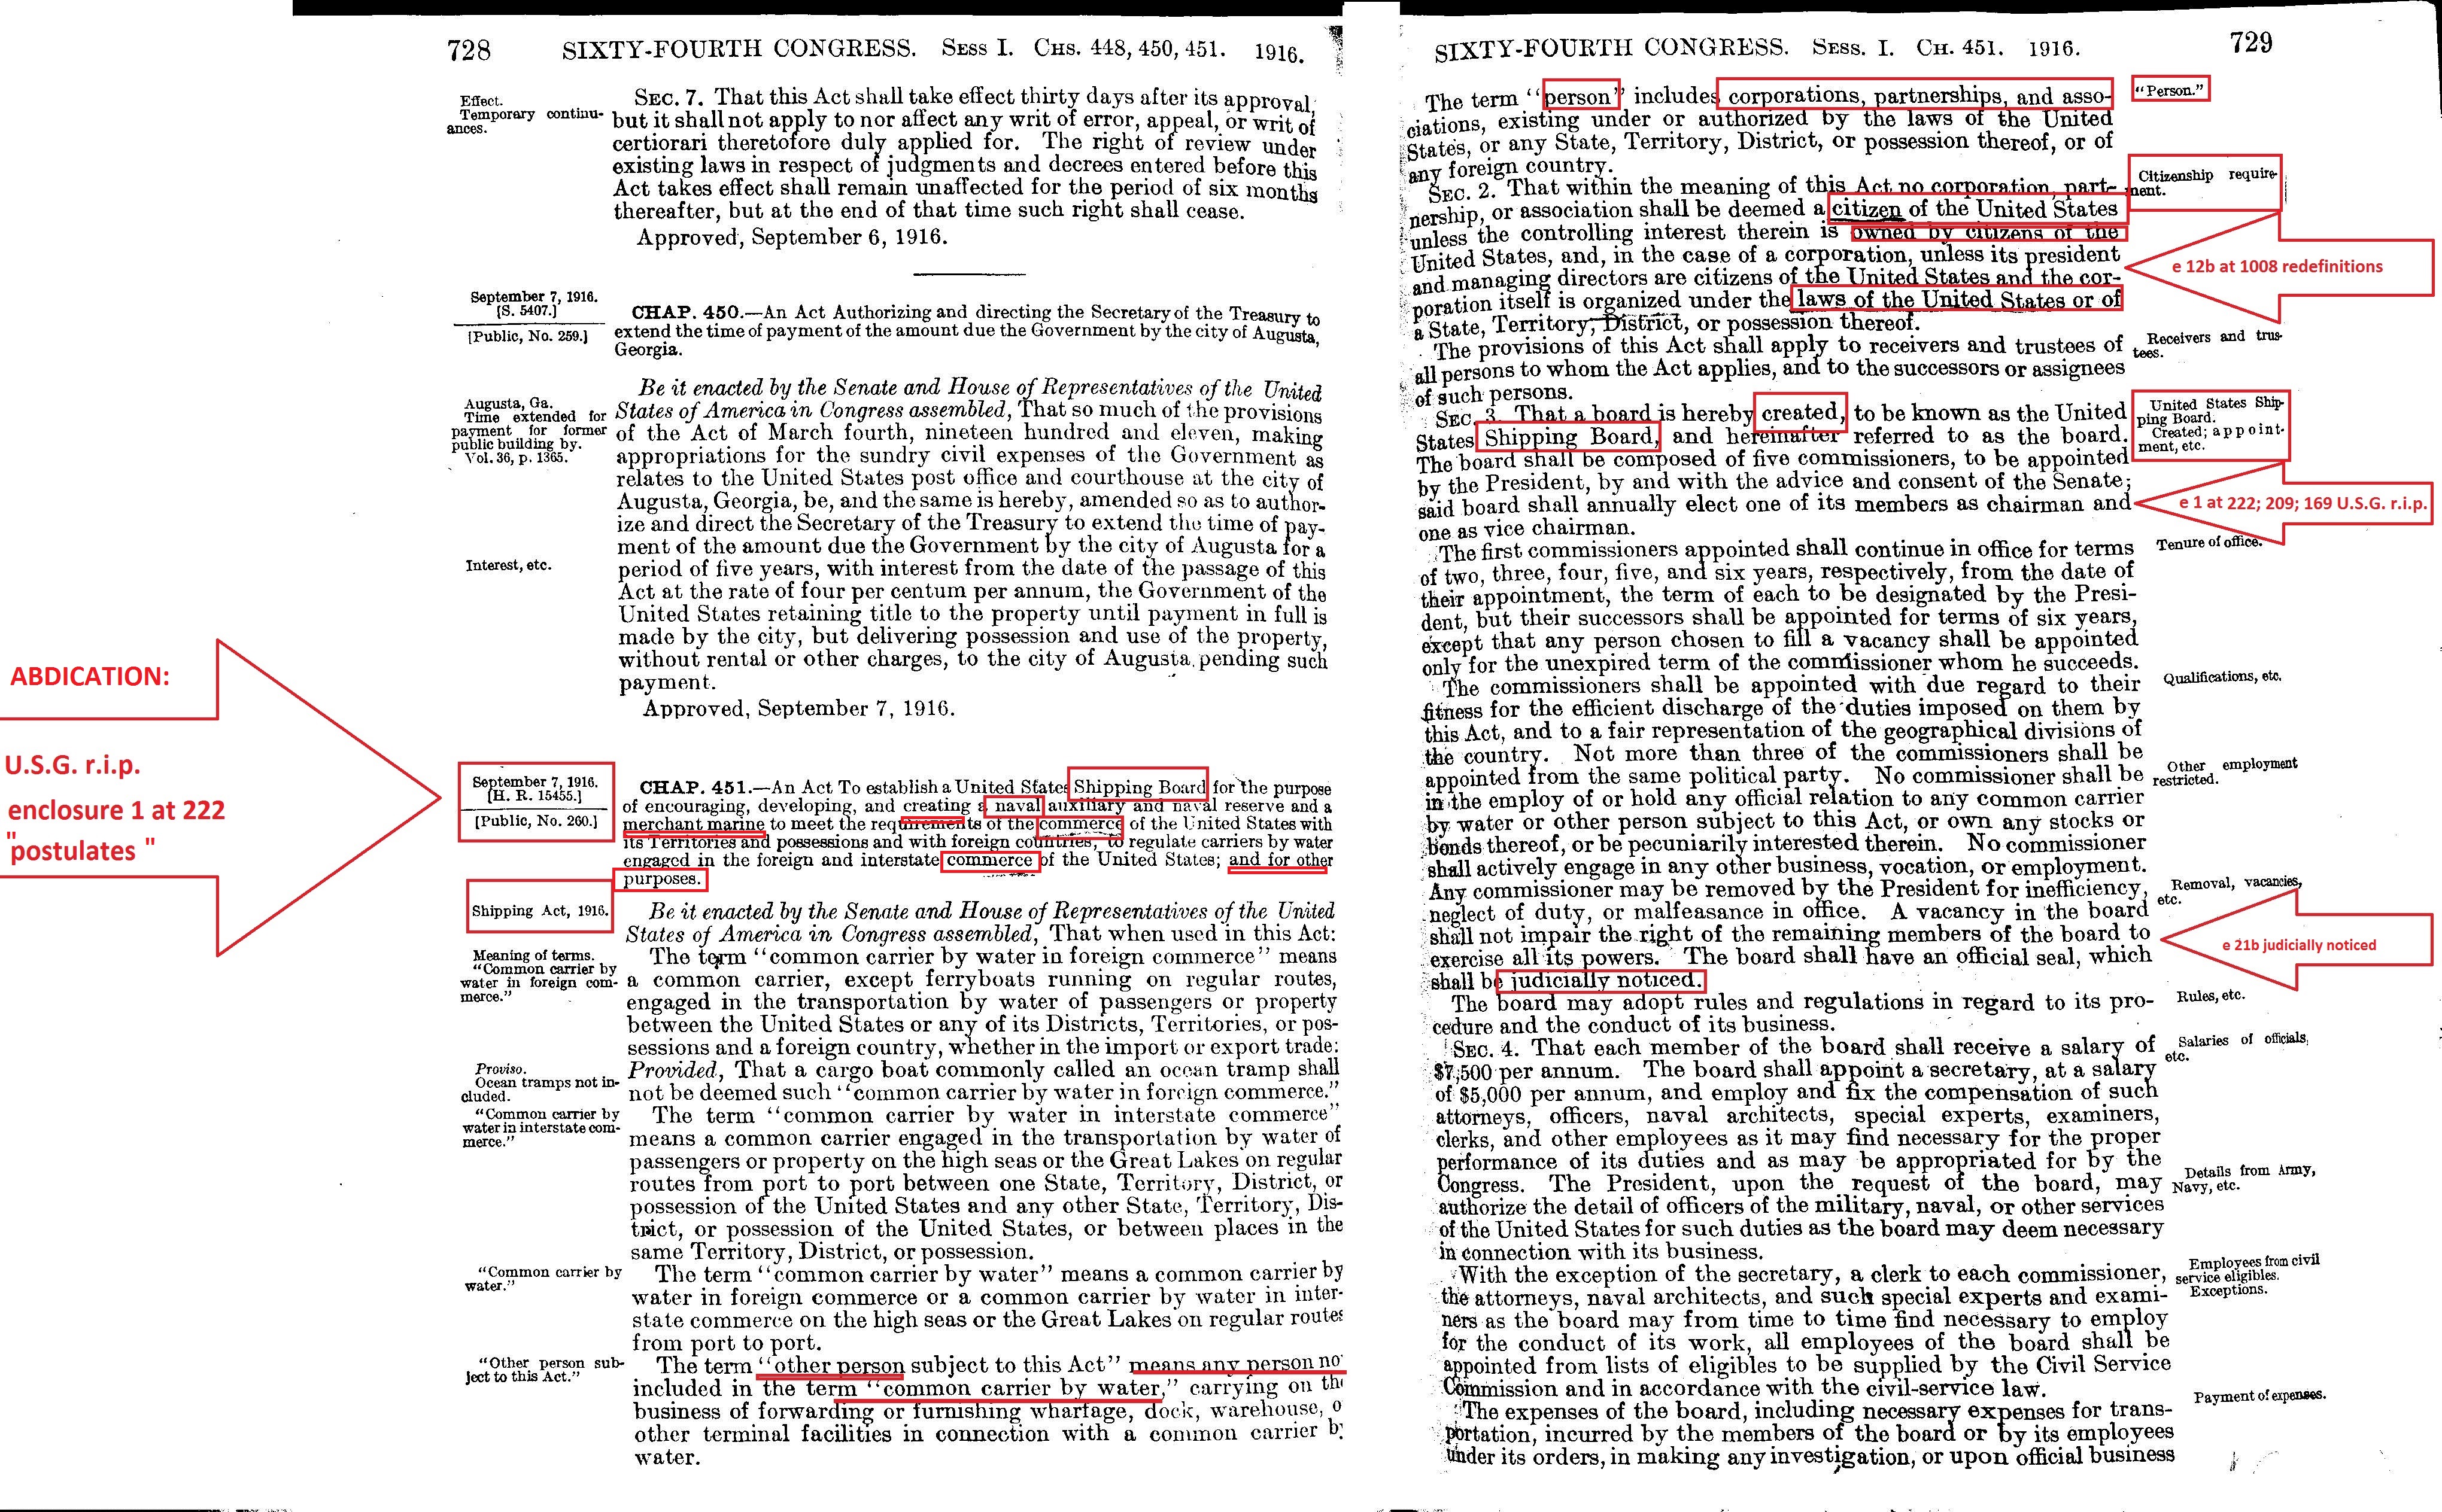 728 SIXTY-FOURTH CONGRESS. SESS I. CHS. 448, 450, 451. 1916.
Effect.
Temporary continu-
ances.
SEC. 7. That this Act shall take effect thirty days after its approval,
but it shall not apply to nor affect any writ of error, appeal, or writ of
certiorari theretofore duly applied for. The right of review under
existing laws in respect of judgments and decrees entered before this
Act takes effect shall remain unaffected for the period of six months
thereafter, but at the end of that time such right shall cease.
Approved, September 6, 1916.
September 7, 1916.
[S. 5407.]
[Public, No. 259.]
CHAP. 450.—An Act Authorizing and directing the Secretary of the Treasury to
extend the time of payment of the amount due the Government by the city of Augusta,
Georgia.
Augusta, Ga.
Time extended for
payment for former
public building by.
Vol. 36, p. 1365.
Be it enacted by the Senate and House of Representatives of the United
States of America in Congress assembled, That so much of the provisions
of the Act of March fourth, nineteen hundred and eleven, making
appropriations for the sundry civil expenses of the Government as
relates to the United States post office and courthouse at the city of
Augusta, Georgia, be, and the same is hereby, amended so as to author-
ize and direct the Secretary of the Treasury to extend the time of pay-
ment of the amount due the Government by the city of Augusta for a
Interest, etc.
period of five years, with interest from the date of the passage of this
Act at the rate of four per centum per annum, the Government of the
United States retaining title to the property until payment in full is
made by the city, but delivering possession and use of the property,
without rental or other charges, to the city of Augusta pending such
payment.
Approved, September 7, 1916.
ABDICATION:
U.S.G. r.i.p.
enclosure 1 at 222
"postulates "
September 7, 1916.
[H. R. 15455.]
[Public, No. 260.]
CHAP. 451.—An Act To establish a United States Shipping Board for the purpose
of encouraging, developing, and creating a naval auxiliary and naval reserve and a
merchant marine to meet the requirements of the commerce of the United States with
its Territories and possessions and with foreign countries; to regulate carriers by water
engaged in the foreign and interstate commerce of the United States; and for other
purposes.
Shipping Act, 1916.
Be it enacted by the Senate and House of Representatives of the United
States of America in Congress assembled, That when used in this Act:
Meaning of terms.
"Common carrier by
water in foreign com-
merce."
The term "common carrier by water in foreign commerce" means
a common carrier, except ferryboats running on regular routes,
engaged in the transportation by water of passengers or property
between the United States or any of its Districts, Territories, or pos-
sessions and a foreign country, whether in the import or export trade:
Proviso.
Ocean tramps not in-
cluded.
Provided, That a cargo boat commonly called an ocean tramp shall
not be deemed such "common carrier by water in foreign commerce."
"Common carrier by
water in interstate com-
merce."
The term "common carrier by water in interstate commerce"
means a common carrier engaged in the transportation by water of
passengers or property on the high seas or the Great Lakes on regular
routes from port to port between one State, Territory, District, or
possession of the United States and any other State, Territory, Dis-
trict, or possession of the United States, or between places in the
same Territory, District, or possession.
"Common carrier by
water."
The term "common carrier by water" means a common carrier by
water in foreign commerce or a common carrier by water in inter-
state commerce on the high seas or the Great Lakes on regular routes
from port to port.
"Other person sub-
ject to this Act."
The term "other person subject to this Act" means any person no
included in the term "common carrier by water," carrying on th
business of forwarding or furnishing wharfage, dock, warehouse, o
other terminal facilities in connection with a common carrier b
water.
SIXTY-FOURTH CONGRESS. SESS. I. CH. 451. 1916. 729
The term "person" includes corporations, partnerships, and asso-
ciations, existing under or authorized by the laws of the United
States, or any State, Territory, District, or possession thereof, or of
any foreign country.
"Person."
SEC. 2. That within the meaning of this Act no corporation, part-
nership, or association shall be deemed a citizen of the United States
unless the controlling interest therein is owned by citizens of the
United States, and, in the case of a corporation, unless its president
and managing directors are citizens of the United States and the cor-
poration itself is organized under the laws of the United States or of
a State, Territory, District, or possession thereof.
Citizenship require-
ment.
e 12b at 1008 redefinitions
The provisions of this Act shall apply to receivers and trustees of
all persons to whom the Act applies, and to the successors or assignees
of such persons.
Receivers and trus-
tees.
SEC. 3. That a board is hereby created, to be known as the United
States Shipping Board, and hereinafter referred to as the board.
The board shall be composed of five commissioners, to be appointed
by the President, by and with the advice and consent of the Senate;
said board shall annually elect one of its members as chairman and
one as vice chairman.
United States Ship-
ping Board.
Created; appoint-
ment, etc.
e 1 at 222; 209; 169 U.S.G. r.i.p.
The first commissioners appointed shall continue in office for terms
of two, three, four, five, and six years, respectively, from the date of
their appointment, the term of each to be designated by the Presi-
dent, but their successors shall be appointed for terms of six years,
except that any person chosen to fill a vacancy shall be appointed
only for the unexpired term of the commissioner whom he succeeds.
Tenure of office.
The commissioners shall be appointed with due regard to their
fitness for the efficient discharge of the duties imposed on them by
this Act, and to a fair representation of the geographical divisions of
the country. Not more than three of the commissioners shall be
appointed from the same political party. No commissioner shall be
in the employ of or hold any official relation to any common carrier
by water or other person subject to this Act, or own any stocks or
bonds thereof, or be pecuniarily interested therein. No commissioner
shall actively engage in any other business, vocation, or employment.
Any commissioner may be removed by the President for inefficiency,
neglect of duty, or malfeasance in office. A vacancy in the board
shall not impair the right of the remaining members of the board to
exercise all its powers. The board shall have an official seal, which
shall be judicially noticed.
Qualifications, etc.
Other employment
restricted.
Removal, vacancies,
etc.
e 21b judicially noticed
The board may adopt rules and regulations in regard to its pro-
cedure and the conduct of its business.
Rules, etc.
SEC. 4. That each member of the board shall receive a salary of
$7,500 per annum. The board shall appoint a secretary, at a salary
of $5,000 per annum, and employ and fix the compensation of such
attorneys, officers, naval architects, special experts, examiners,
clerks, and other employees as it may find necessary for the proper
performance of its duties and as may be appropriated for by the
Congress. The President, upon the request of the board, may
authorize the detail of officers of the military, naval, or other services
of the United States for such duties as the board may deem necessary
in connection with its business.
Salaries of officials,
etc.
Details from Army,
Navy, etc.
With the exception of the secretary, a clerk to each commissioner,
the attorneys, naval architects, and such special experts and exami-
ners as the board may from time to time find necessary to employ
for the conduct of its work, all employees of the board shall be
appointed from lists of eligibles to be supplied by the Civil Service
Commission and in accordance with the civil-service law.
Employees from civil
service eligibles.
Exceptions.
The expenses of the board, including necessary expenses for trans-
portation, incurred by the members of the board or by its employees
under its orders, in making any investigation, or upon official business
Payment of expenses.